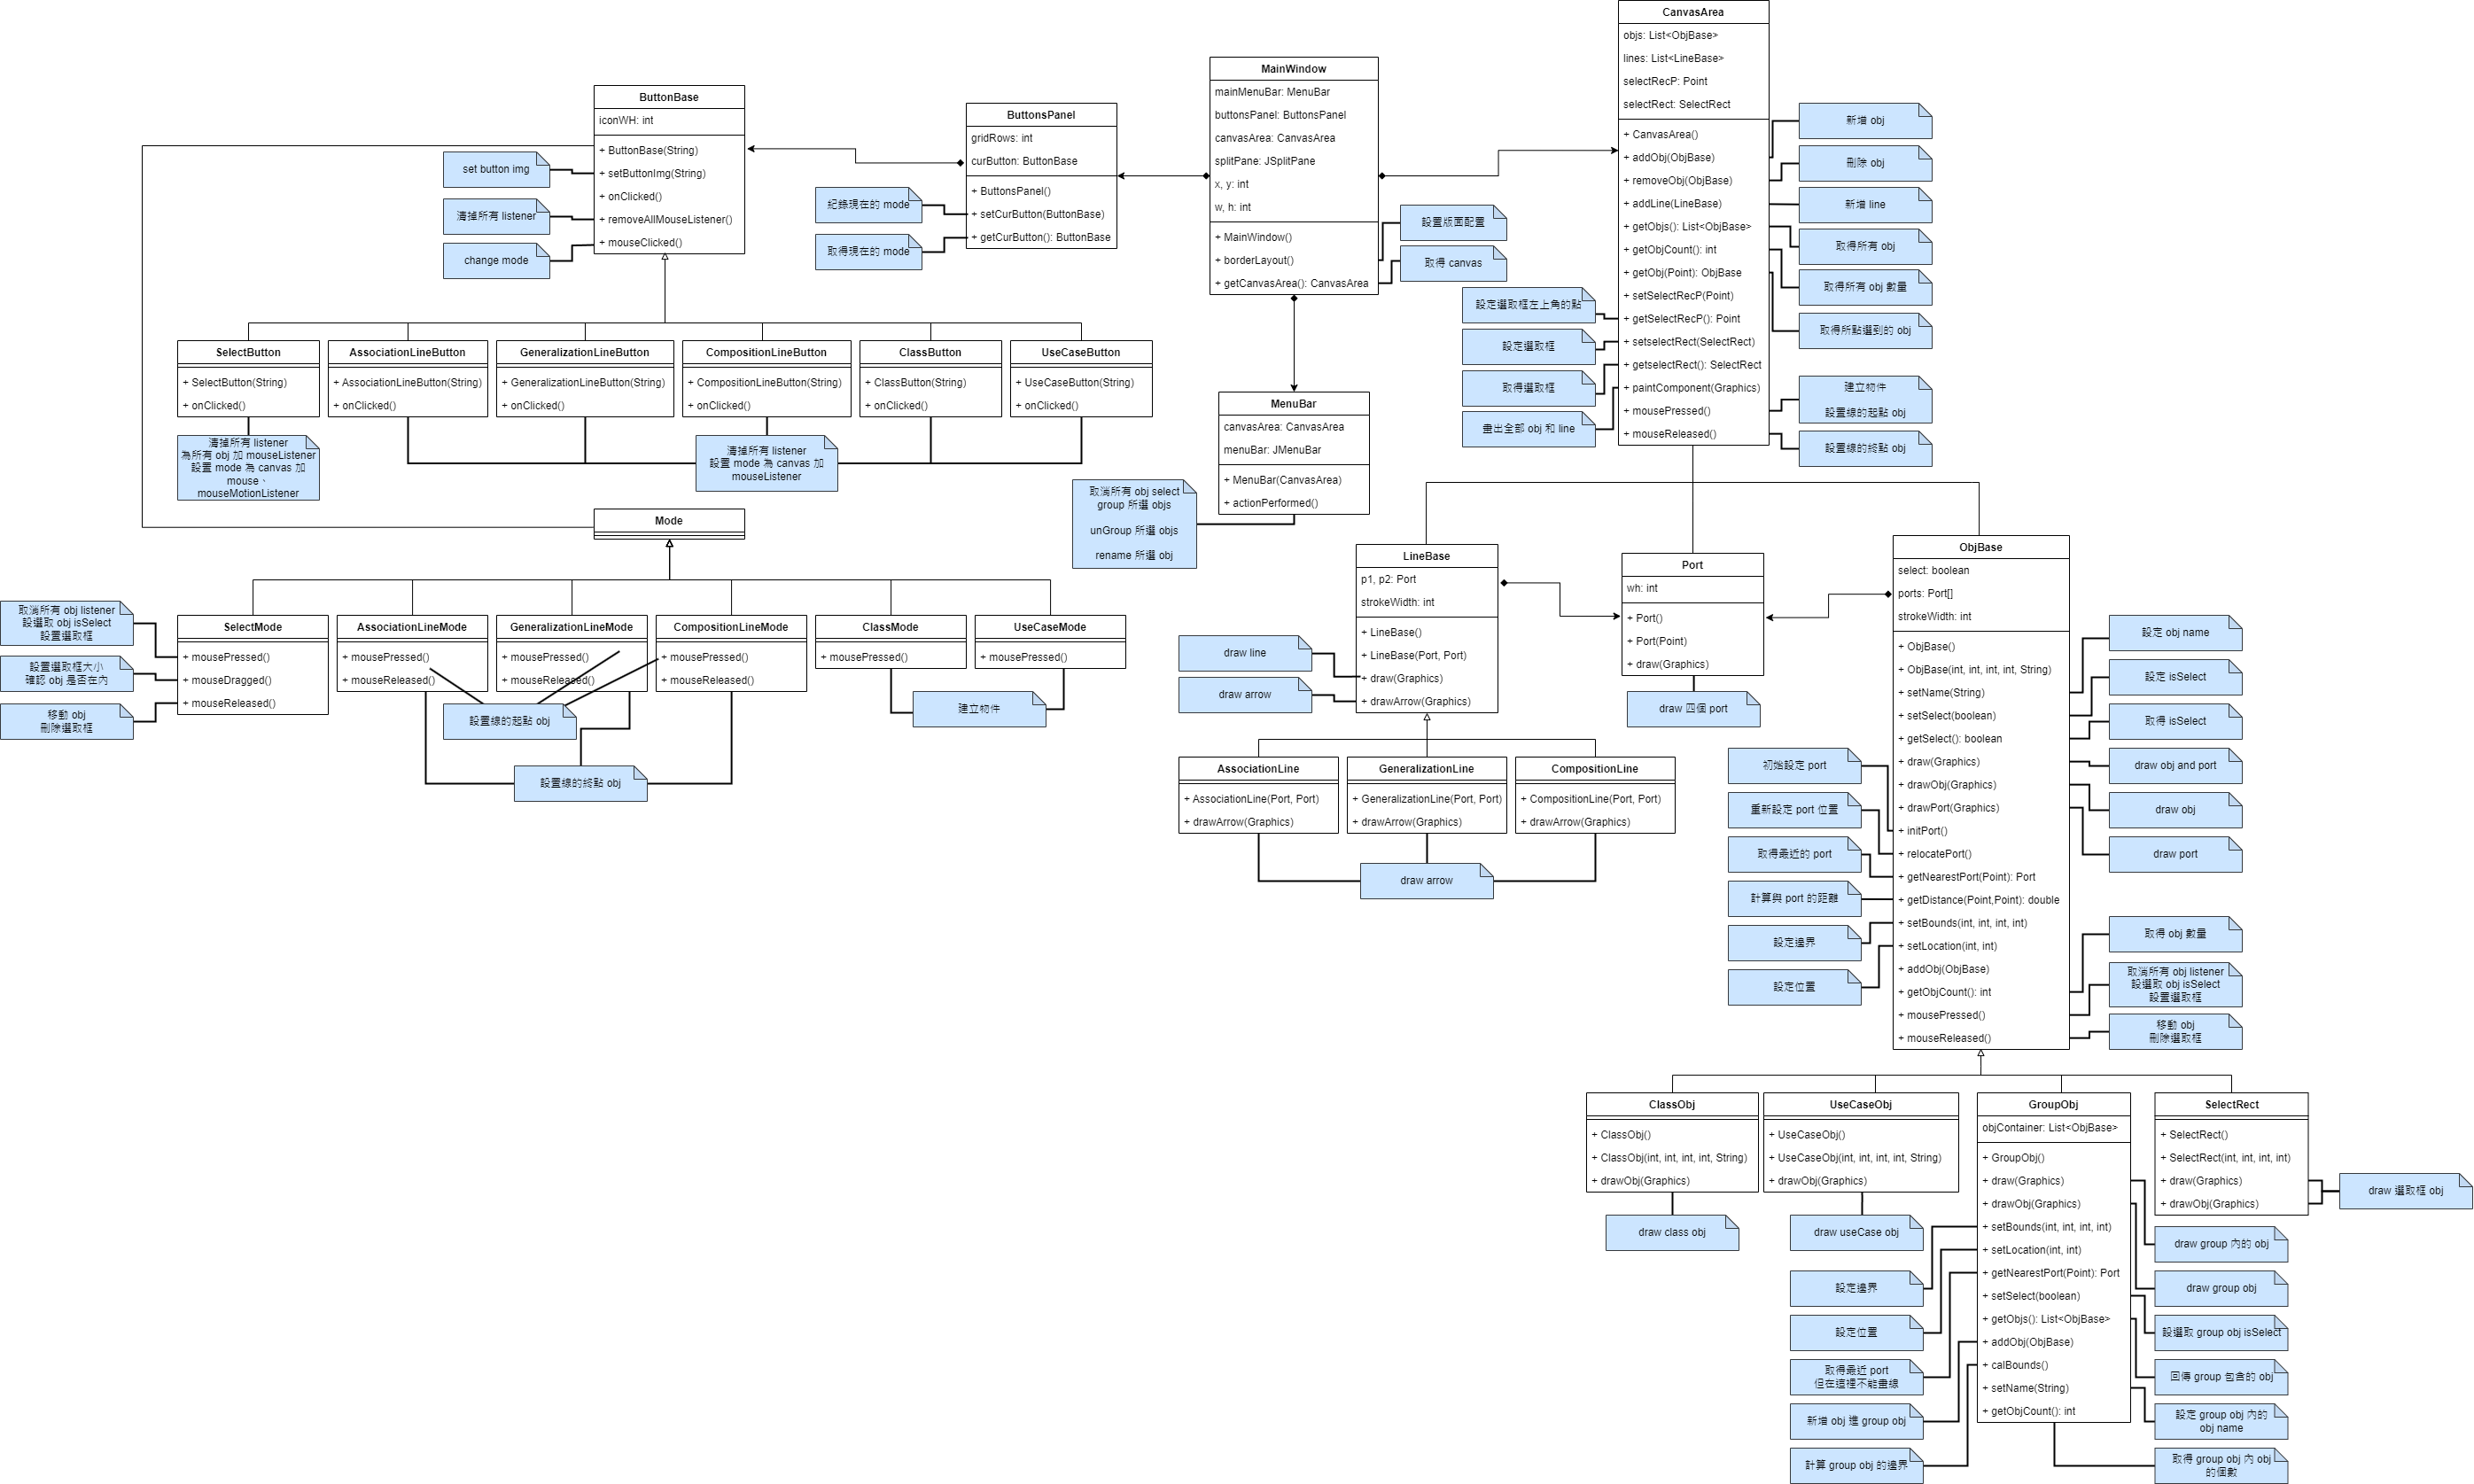 CanvasArea
objs: List<ObjBase>
lines: List<LineBase>
selectRecP: Point
selectRect: SelectRect
+ CanvasArea()
+ addObj(ObjBase)
+ removeObj(ObjBase)
+ addLine(LineBase)
+ getObjs(): List<ObjBase>
+ getObjCount(): int
+ getObj(Point): ObjBase
+ setSelectRecP(Point)
+ getSelectRecP(): Point
+ setselectRect(SelectRect)
+ getselectRect(): SelectRect
+ paintComponent(Graphics)
+ mousePressed()
+ mouseReleased()
新增 obj
刪除 obj
新增 line
取得所有 obj
取得所有 obj 數量
取得所點選到的 obj
建立物件
設置線的起點 obj
設置線的終點 obj
設定選取框左上角的點
設定選取框
取得選取框
畫出全部 obj 和 line
MainWindow
mainMenuBar: MenuBar
buttonsPanel: ButtonsPanel
canvasArea: CanvasArea
splitPane: JSplitPane
x, y: int
w, h: int
+ MainWindow()
+ borderLayout()
+ getCanvasArea(): CanvasArea
設置版面配置
取得 canvas
ButtonsPanel
gridRows: int
curButton: ButtonBase
+ ButtonsPanel()
+ setCurButton(ButtonBase)
+ getCurButton(): ButtonBase
紀錄現在的 mode
取得現在的 mode
ButtonBase
iconWH: int
+ ButtonBase(String)
+ setButtonImg(String)
+ onClicked()
+ removeAllMouseListener()
+ mouseClicked()
set button img
清掉所有 listener
change mode
SelectButton
+ SelectButton(String)
+ onClicked()
AssociationLineButton
+ AssociationLineButton(String)
+ onClicked()
GeneralizationLineButton
+ GeneralizationLineButton(String)
+ onClicked()
CompositionLineButton
+ CompositionLineButton(String)
+ onClicked()
ClassButton
+ ClassButton(String)
+ onClicked()
UseCaseButton
+ UseCaseButton(String)
+ onClicked()
清掉所有 listener
為所有 obj 加 mouseListener
設置 mode 為 canvas 加
mouse、
mouseMotionListener
清掉所有 listener
設置 mode 為 canvas 加
mouseListener
MenuBar
canvasArea: CanvasArea
menuBar: JMenuBar
+ MenuBar(CanvasArea)
+ actionPerformed()
取消所有 obj select
group 所選 objs
unGroup 所選 objs
rename 所選 obj
Mode
SelectMode
+ mousePressed()
+ mouseDragged()
+ mouseReleased()
AssociationLineMode
+ mousePressed()
+ mouseReleased()
GeneralizationLineMode
+ mousePressed()
+ mouseReleased()
CompositionLineMode
+ mousePressed()
+ mouseReleased()
ClassMode
+ mousePressed()
UseCaseMode
+ mousePressed()
取消所有 obj listener
設選取 obj isSelect
設置選取框
設置選取框大小
確認 obj 是否在內
移動 obj
刪除選取框
設置線的起點 obj
設置線的終點 obj
建立物件
LineBase
p1, p2: Port
strokeWidth: int
+ LineBase()
+ LineBase(Port, Port)
+ draw(Graphics)
+ drawArrow(Graphics)
draw line
draw arrow
Port
wh: int
+ Port()
+ Port(Point)
+ draw(Graphics)
draw 四個 port
AssociationLine
+ AssociationLine(Port, Port)
+ drawArrow(Graphics)
GeneralizationLine
+ GeneralizationLine(Port, Port)
+ drawArrow(Graphics)
CompositionLine
+ CompositionLine(Port, Port)
+ drawArrow(Graphics)
draw arrow
ObjBase
select: boolean
ports: Port[]
strokeWidth: int
+ ObjBase()
+ ObjBase(int, int, int, int, String)
+ setName(String)
+ setSelect(boolean)
+ getSelect(): boolean
+ draw(Graphics)
+ drawObj(Graphics)
+ drawPort(Graphics)
+ initPort()
+ relocatePort()
+ getNearestPort(Point): Port
+ getDistance(Point,Point): double
+ setBounds(int, int, int, int)
+ setLocation(int, int)
+ addObj(ObjBase)
+ getObjCount(): int
+ mousePressed()
+ mouseReleased()
設定 obj name
設定 isSelect
取得 isSelect
draw obj and port
draw obj
draw port
取得 obj 數量
取消所有 obj listener
設選取 obj isSelect
設置選取框
移動 obj
刪除選取框
初始設定 port
重新設定 port 位置
取得最近的 port
計算與 port 的距離
設定邊界
設定位置
ClassObj
+ ClassObj()
+ ClassObj(int, int, int, int, String)
+ drawObj(Graphics)
draw class obj
UseCaseObj
+ UseCaseObj()
+ UseCaseObj(int, int, int, int, String)
+ drawObj(Graphics)
draw useCase obj
GroupObj
objContainer: List<ObjBase>
+ GroupObj()
+ draw(Graphics)
+ drawObj(Graphics)
+ setBounds(int, int, int, int)
+ setLocation(int, int)
+ getNearestPort(Point): Port
+ setSelect(boolean)
+ getObjs(): List<ObjBase>
+ addObj(ObjBase)
+ calBounds()
+ setName(String)
+ getObjCount(): int
SelectRect
+ SelectRect()
+ SelectRect(int, int, int, int)
+ draw(Graphics)
+ drawObj(Graphics)
draw 選取框 obj
設定邊界
設定位置
取得最近 port
但在這裡不能畫線
新增 obj 進 group obj
計算 group obj 的邊界
draw group 內的 obj
draw group obj
設選取 group obj isSelect
回傳 group 包含的 obj
設定 group obj 內的
obj name
取得 group obj 內 obj
的個數